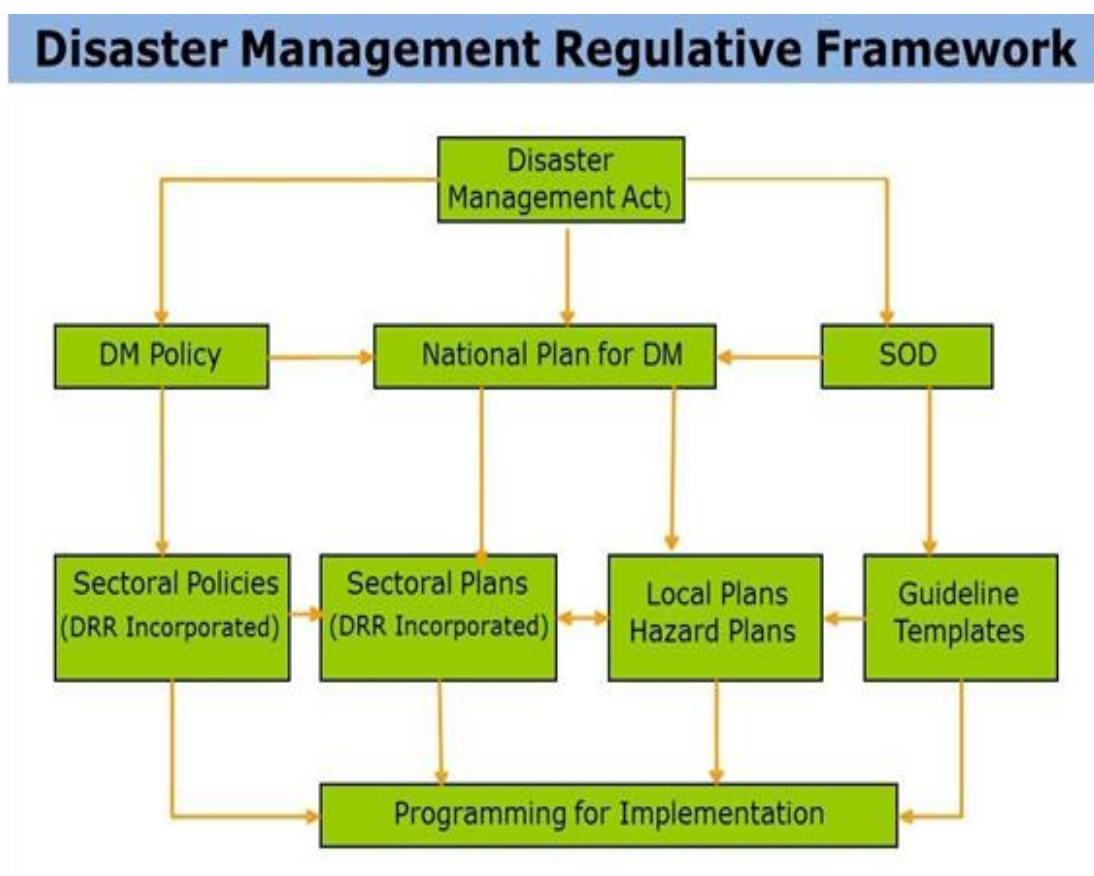 Disaster Management Regulative Framework
Disaster
Management Act)
DM Policy
National Plan for DM
SOD
Sectoral Policies
(DRR Incorporated)
Sectoral Plans
(DRR Incorporated)
Local Plans
Hazard Plans
Guideline
Templates
Programming for Implementation